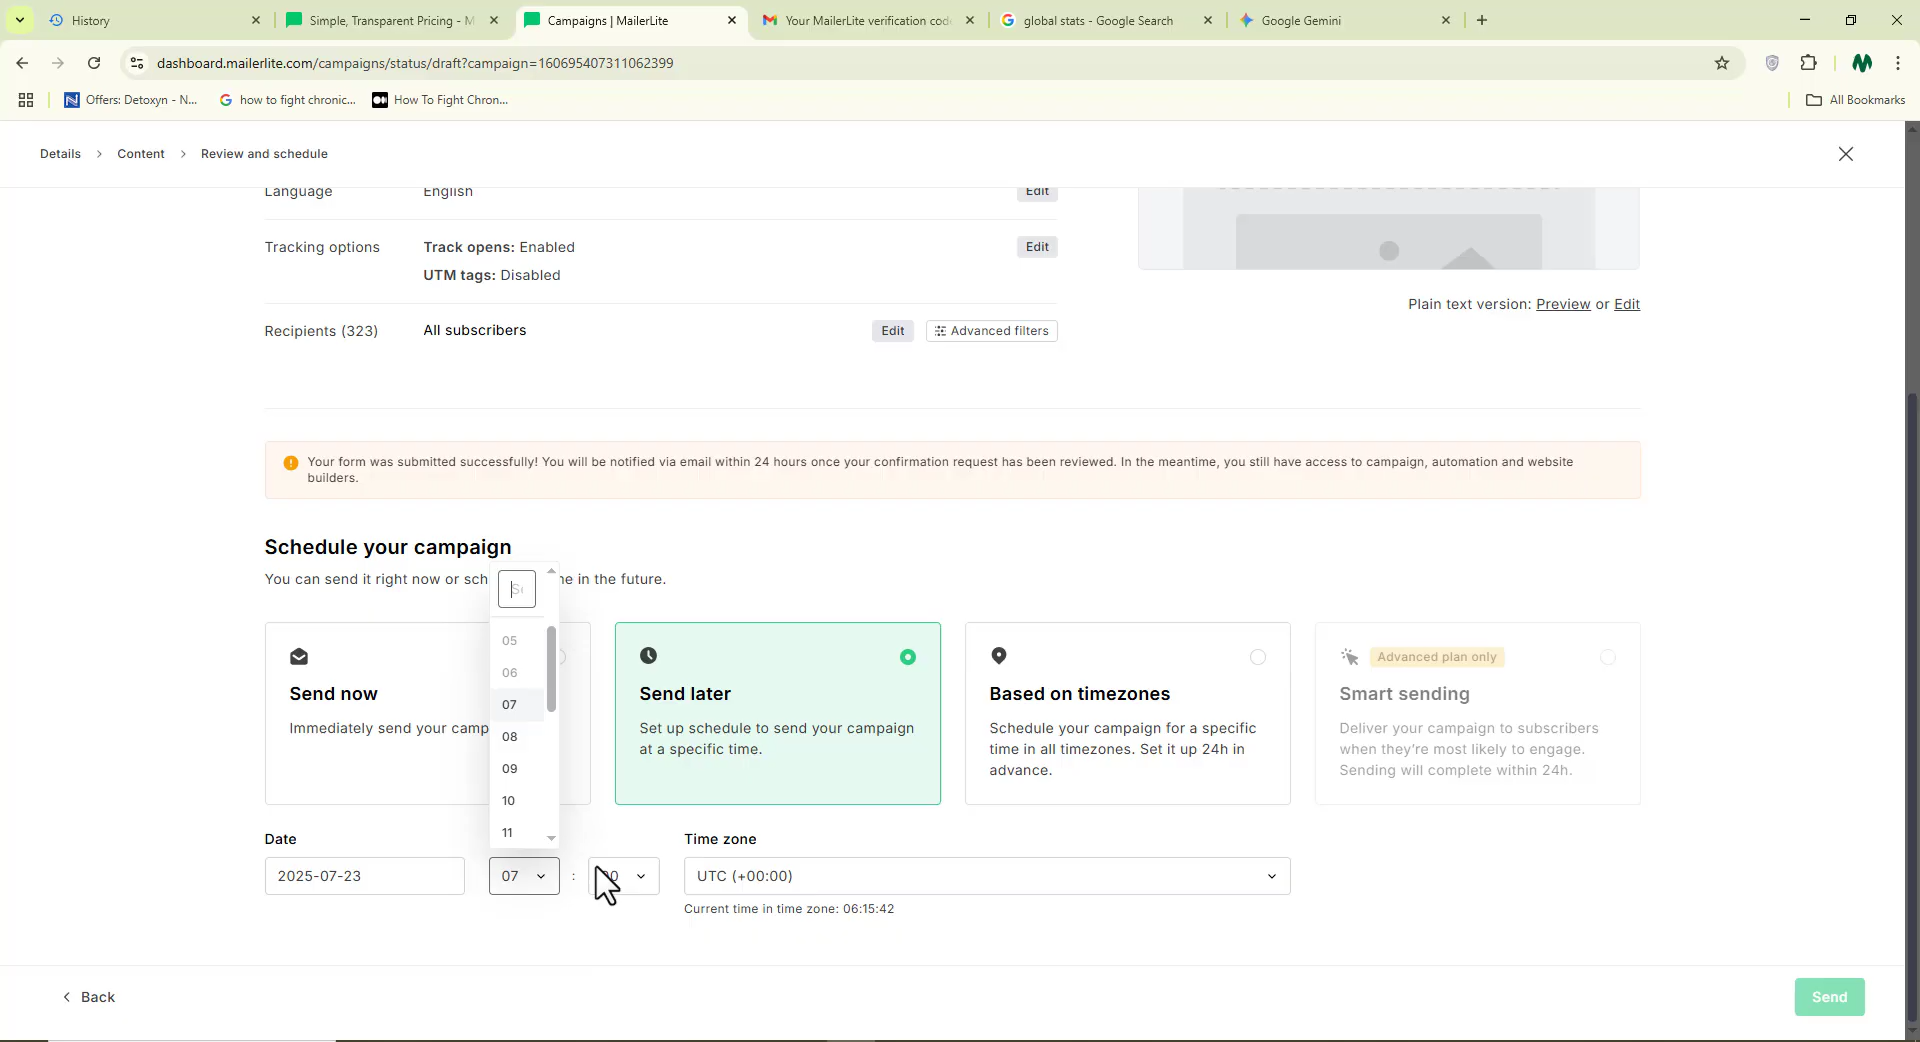 History
Simple, Transparent Pricing - M
Campaigns | MailerLite
Your MailerLite verification code
global stats - Google Search
Google Gemini
dashboard.mailerlite.com/campaigns/status/draft?campaign=160695407311062399
Offers: Detoxyn - N...
how to fight chronic...
How To Fight Chron...
All Bookmarks
Details > Content > Review and schedule
Language English Edit
Tracking options Track opens: Enabled Edit
UTM tags: Disabled
Plain text version: Preview or Edit
Recipients (323) All subscribers Edit Advanced filters
Your form was submitted successfully! You will be notified via email within 24 hours once your confirmation request has been reviewed. In the meantime, you still have access to campaign, automation and website
builders.
Schedule your campaign
You can send it right now or sch
e in the future.
05
06
07
08
09
10
11
Send now
Immediately send your camp
Send later
Set up schedule to send your campaign
at a specific time.
Based on timezones
Schedule your campaign for a specific
time in all timezones. Set it up 24h in
advance.
Advanced plan only
Smart sending
Deliver your campaign to subscribers
when they're most likely to engage.
Sending will complete within 24h.
Date
2025-07-23
07 :
Time zone
UTC (+00:00)
Current time in time zone: 06:15:42
Back
Send